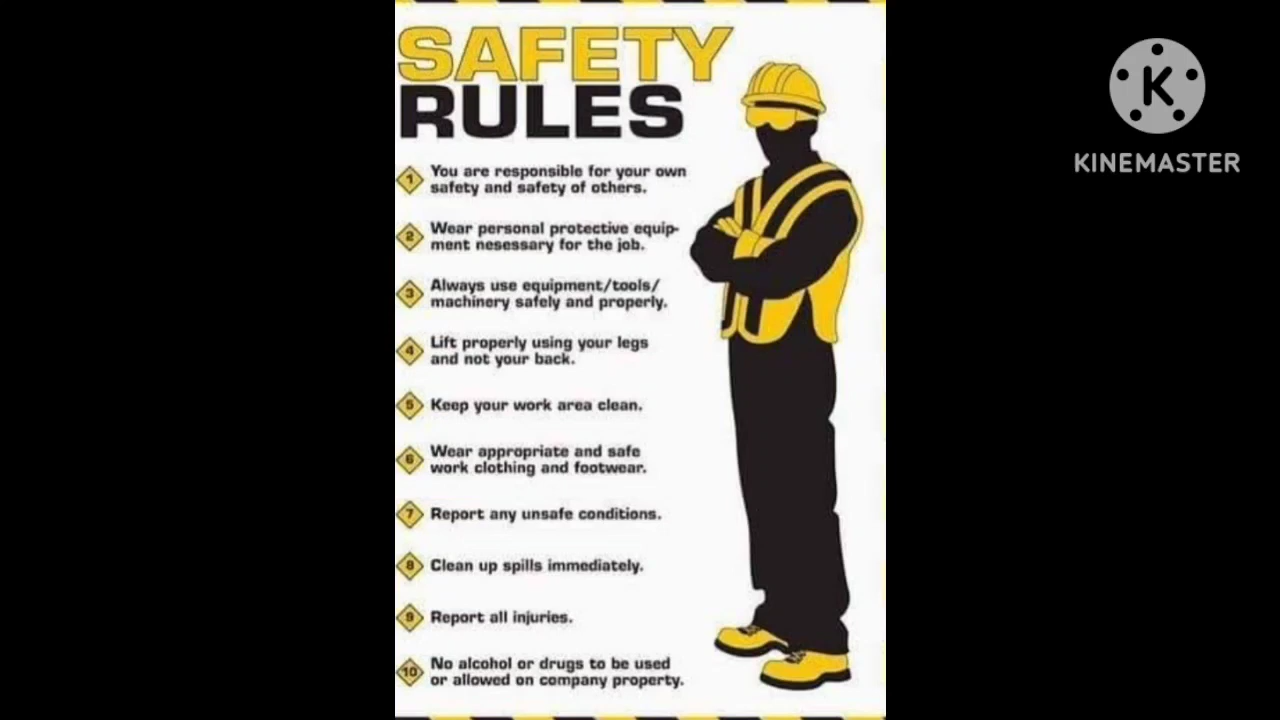 SAFETY
RULES
1 You are responsible for your own
safety and safety of others.
2 Wear personal protective equip-
ment nesessary for the job.
3 Always use equipment/tools/
machinery safely and properly.
4 Lift properly using your legs
and not your back.
5 Keep your work area clean.
6 Wear appropriate and safe
work clothing and footwear.
7 Report any unsafe conditions.
8 Clean up spills immediately.
9 Report all injuries.
10 No alcohol or drugs to be used
or allowed on company property.
K
KINEMASTER